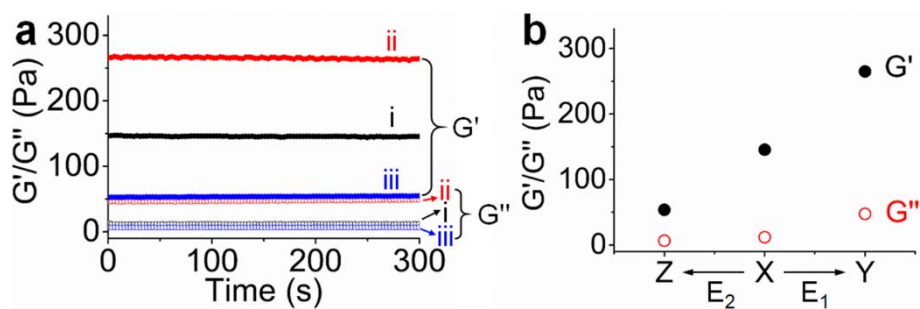 a
G'/G" (Pa)
300
200
100
0
0
100
200
300
Time (s)
ii
i
iii
G'
ii
i
iii
G"
b
G'/G" (Pa)
300
200
100
0
G'
G"
Z
X
Y
E2
E1